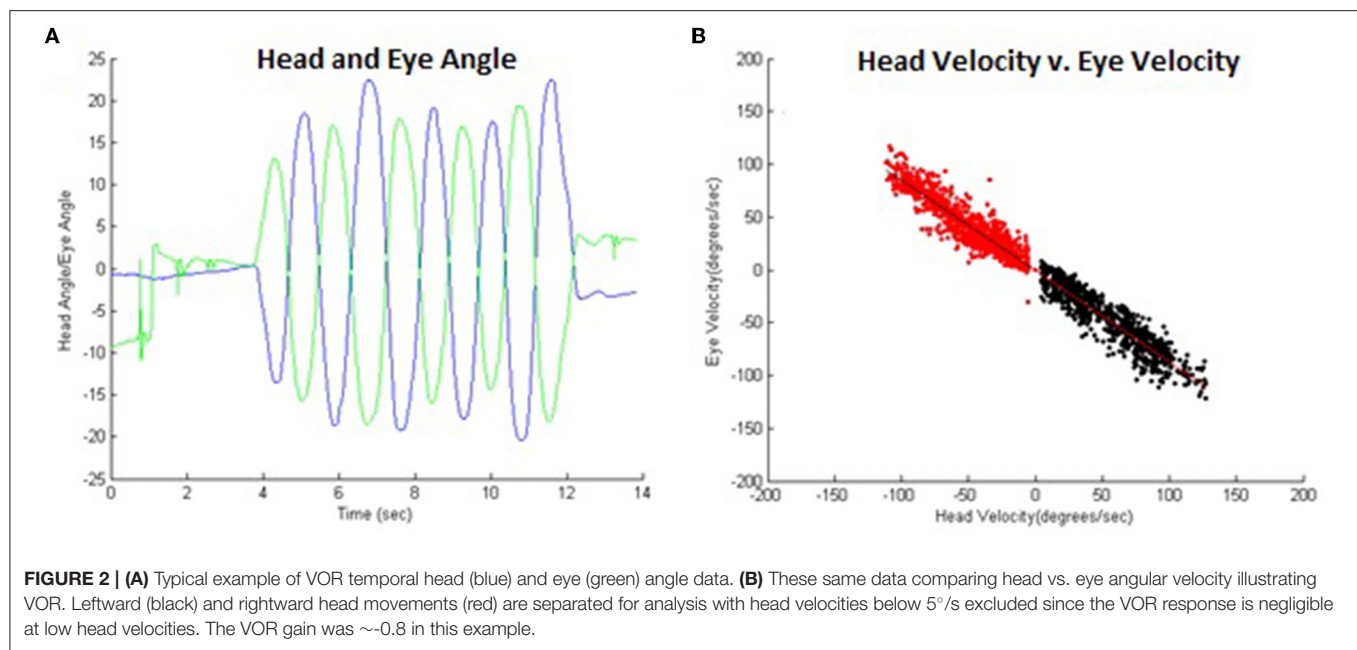 A
Head and Eye Angle
25
20
15
10
5
0
-5
-10
-15
-20
-25
Head Angle/Eye Angle
0 2 4 6 8 10 12 14
Time (sec)
B
Head Velocity v. Eye Velocity
200
150
100
50
0
-50
-100
-150
-200
Eye Velocity(degrees/sec)
-200 -150 -100 -50 0 50 100 150 200
Head Velocity(degrees/sec)
FIGURE 2 | (A) Typical example of VOR temporal head (blue) and eye (green) angle data. (B) These same data comparing head vs. eye angular velocity illustrating
VOR. Leftward (black) and rightward head movements (red) are separated for analysis with head velocities below 5°/s excluded since the VOR response is negligible
at low head velocities. The VOR gain was ∼-0.8 in this example.